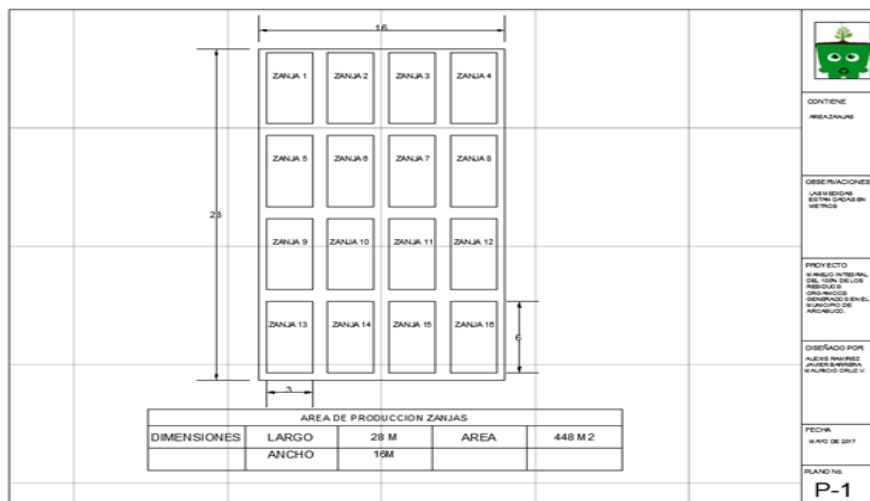 16
ZANJA 1 ZANJA 2 ZANJA 3 ZANJA 4
ZANJA 5 ZANJA 6 ZANJA 7 ZANJA 8
28
ZANJA 9 ZANJA 10 ZANJA 11 ZANJA 12
ZANJA 13 ZANJA 14 ZANJA 15 ZANJA 16
6
3
AREA DE PRODUCCION ZANJAS
DIMENSIONES LARGO 28 M AREA 448 M2
ANCHO 16M
CONTIENE
AREA ZANJAS
OBSERVACIONES
LAS MEDIDAS
ESTAN DADAS EN
METROS
PROYECTO
MANEJO INTEGRAL
DEL 100% DE LOS
RESIDUOS
ORGANICOS
GENERADOS EN EL
MUNICIPIO DE
ARCABUCO.
DISEÑADO POR:
ALEXIS RAMIREZ
JAVIER BARRERA
MAURICIO CRUZ V.
FECHA
MAYO DE 2017
PLANO No.
P-1